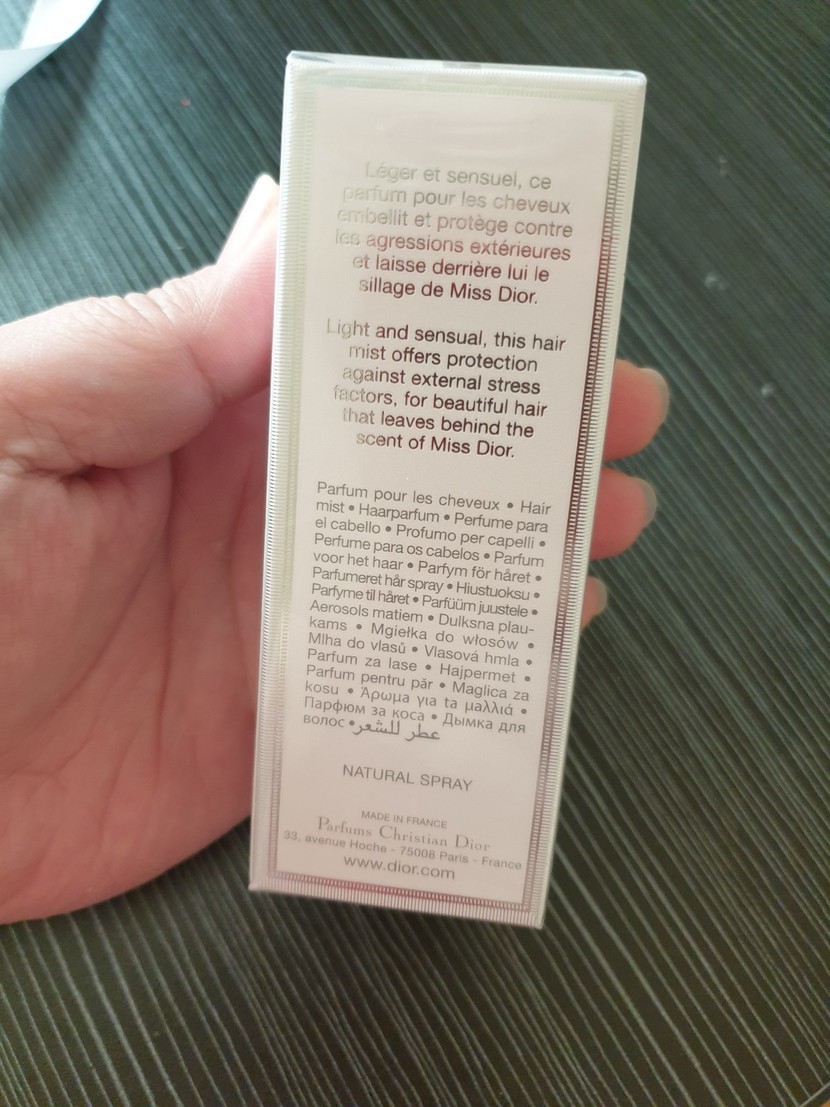 Léger et sensuel, ce
parfum pour les cheveux
embellit et protège contre
les agressions extérieures
et laisse derrière lui le
sillage de Miss Dior.
Light and sensual, this hair
mist offers protection
against external stress
factors, for beautiful hair
that leaves behind the
scent of Miss Dior.
Parfum pour les cheveux • Hair
mist • Haarparfum • Perfume para
el cabello • Profumo per capelli •
Perfume para os cabelos • Parfum
voor het haar • Parfym för håret •
Parfumeret hår spray • Hiustuoksu •
Parfyme til håret • Parfüüm juustele •
Aerosols matiem • Dulksna plau-
kams • Mgiełka do włosów •
Mlha do vlasů • Vlasová hmla •
Parfum za lase • Hajpermet •
Parfum pentru păr • Maglica za
kosu • Άρωμα για τα μαλλιά •
Парфюм за коса • Дымка для
волос • عطر للشعر
NATURAL SPRAY
MADE IN FRANCE
Parfums Christian Dior
33, avenue Hoche - 75008 Paris - France
www.dior.com